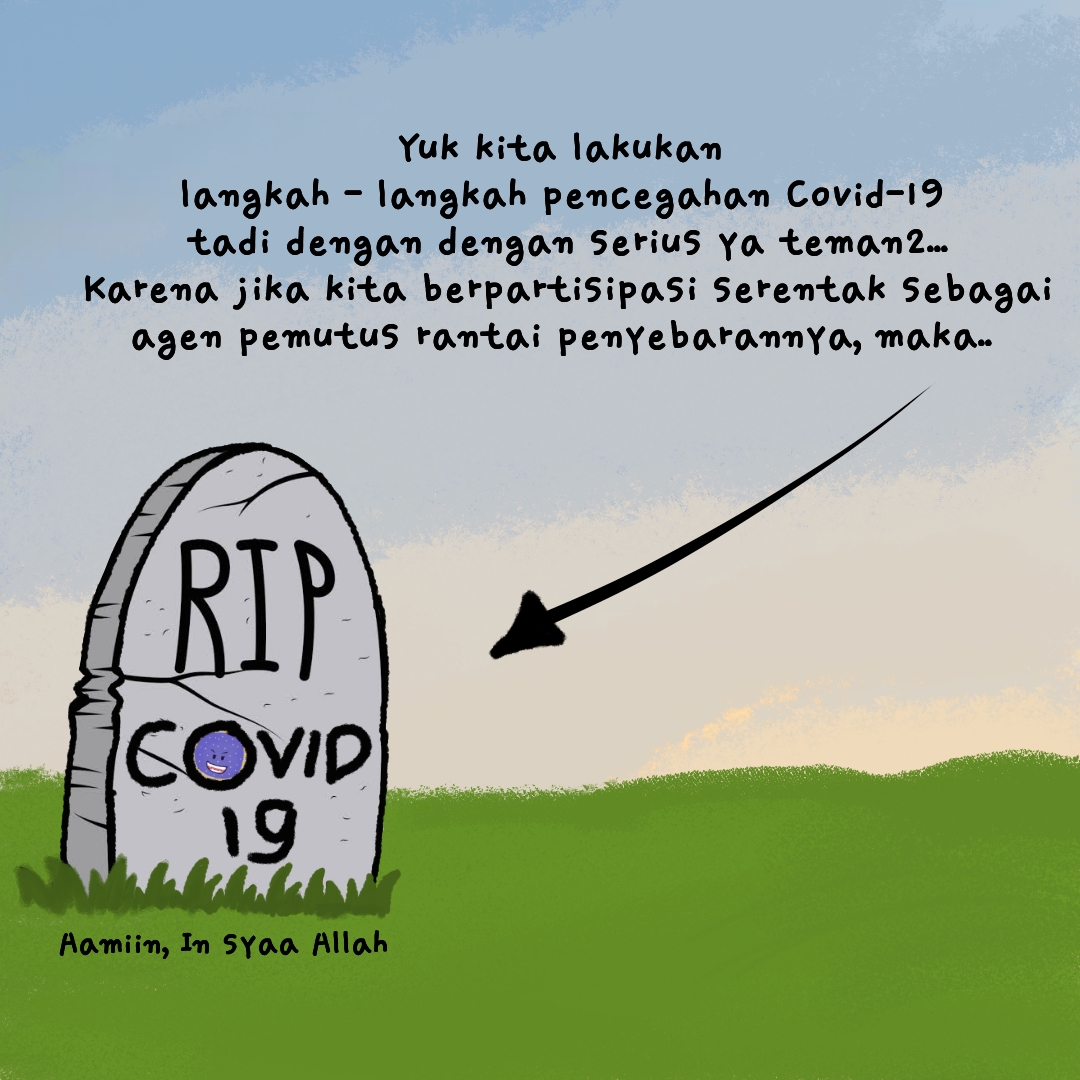 Yuk kita lakukan
langkah - langkah pencegahan Covid-19
tadi dengan dengan serius ya teman2...
Karena jika kita berpartisipasi serentak sebagai
agen pemutus rantai penyebarannya, maka..
RIP
COVID
19
Aamiin, In syaa Allah